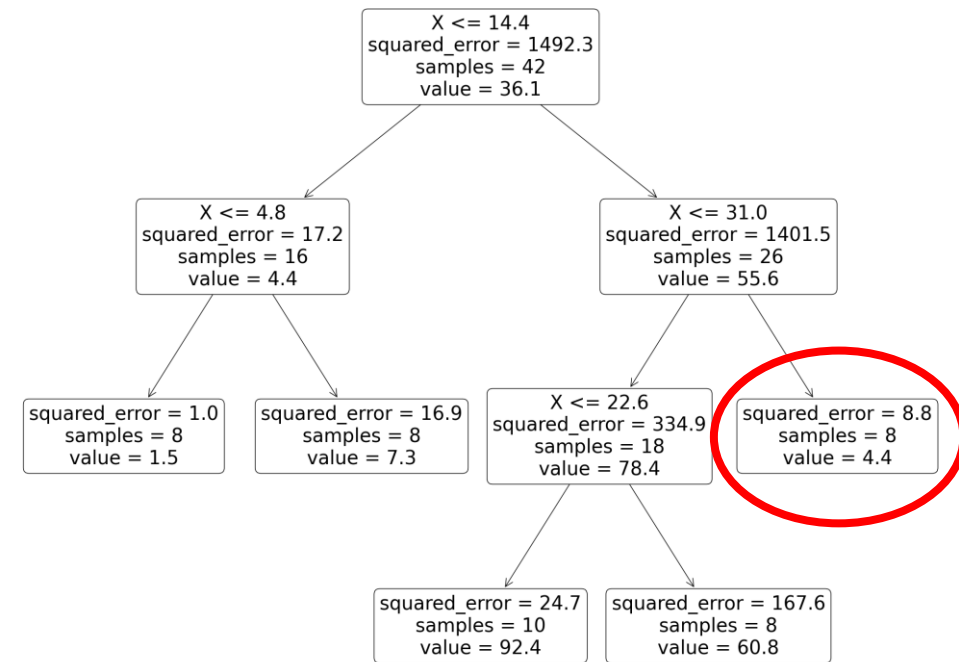 X <= 14.4
squared_error = 1492.3
samples = 42
value = 36.1
X <= 4.8
squared_error = 17.2
samples = 16
value = 4.4
X <= 31.0
squared_error = 1401.5
samples = 26
value = 55.6
squared_error = 1.0
samples = 8
value = 1.5
squared_error = 16.9
samples = 8
value = 7.3
X <= 22.6
squared_error = 334.9
samples = 18
value = 78.4
squared_error = 8.8
samples = 8
value = 4.4
squared_error = 24.7
samples = 10
value = 92.4
squared_error = 167.6
samples = 8
value = 60.8